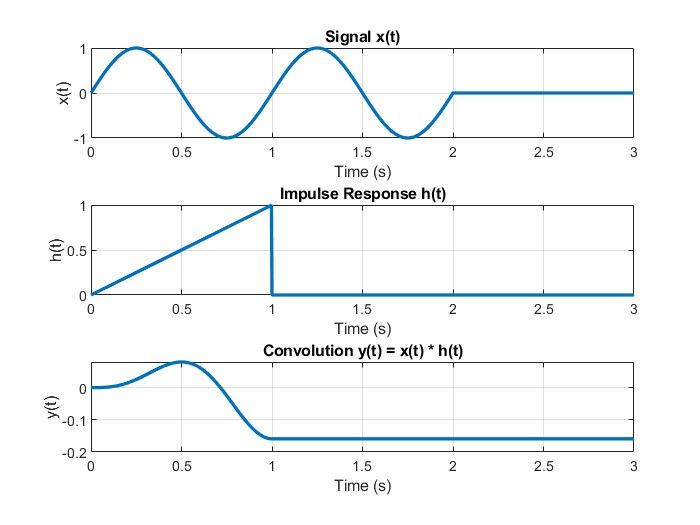 Signal x(t)
1
0
-1
x(t)
0 0.5 1 1.5 2 2.5 3
Time (s)
Impulse Response h(t)
1
0.5
0
h(t)
0 0.5 1 1.5 2 2.5 3
Time (s)
Convolution y(t) = x(t) * h(t)
0
-0.1
-0.2
y(t)
0 0.5 1 1.5 2 2.5 3
Time (s)